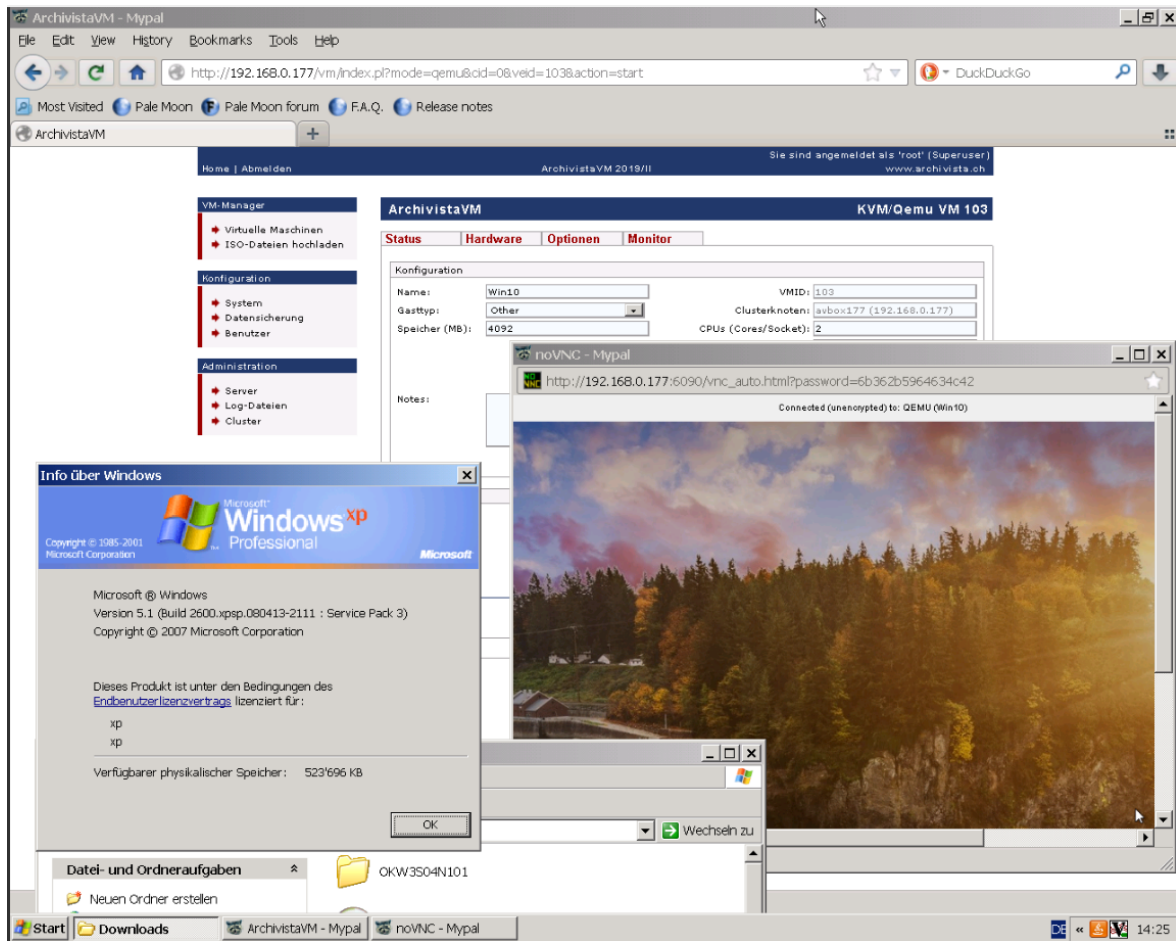 ArchivistaVM - Mypal
File Edit View History Bookmarks Tools Help
http://192.168.0.177/vm/index.pl?mode=qemu&cid=0&veid=103&action=start
DuckDuckGo
Most Visited Pale Moon Pale Moon forum F.A.Q. Release notes
ArchivistaVM
Home | Abmelden
ArchivistaVM 2019/II
Sie sind angemeldet als 'root' (Superuser)
www.archivista.ch
VM-Manager
Virtuelle Maschinen
ISO-Dateien hochladen
Konfiguration
System
Datensicherung
Benutzer
Administration
Server
Log-Dateien
Cluster
ArchivistaVM
KVM/Qemu VM 103
Status Hardware Optionen Monitor
Konfiguration
Name: Win10
VMID: 103
Gasttyp: Other
Clusterknoten: avbox177 (192.168.0.177)
Speicher (MB): 4092
CPUs (Cores/Socket): 2
Notes:
noVNC - Mypal
http://192.168.0.177:6090/vnc_auto.html?password=6b362b5964634c42
Connected (unencrypted) to: QEMU (Win10)
Info über Windows
Copyright © 1985-2001
Microsoft Corporation
Microsoft®
Windows xp
Professional
Microsoft
Microsoft ® Windows
Version 5.1 (Build 2600.xpsp.080413-2111 : Service Pack 3)
Copyright © 2007 Microsoft Corporation
Dieses Produkt ist unter den Bedingungen des
Endbenutzerlizenzvertrags lizenziert für:
xp
xp
Verfügbarer physikalischer Speicher: 523'696 KB
OK
Wechseln zu
Datei- und Ordneraufgaben
OKW3S04N101
Neuen Ordner erstellen
Start Downloads ArchivistaVM - Mypal noVNC - Mypal
DE « 14:25